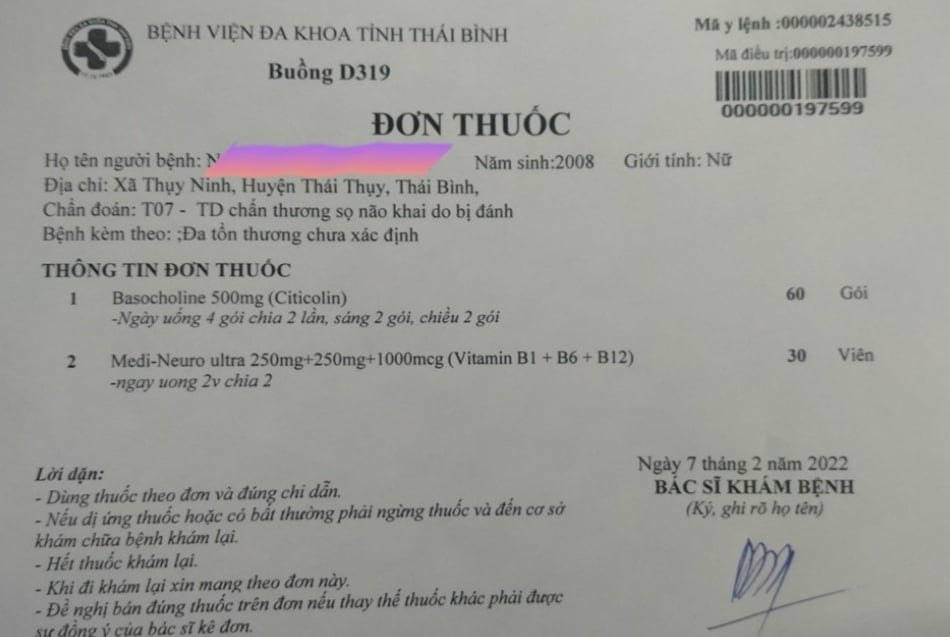 BỆNH VIỆN ĐA KHOA TỈNH THÁI BÌNH
Buồng D319
Mã y lệnh :000002438515
Mã điều trị:000000197599
000000197599
ĐƠN THUỐC
Họ tên người bệnh: N
Năm sinh:2008 Giới tính: Nữ
Địa chỉ: Xã Thụy Ninh, Huyện Thái Thụy, Thái Bình,
Chẩn đoán: T07 - TD chấn thương sọ não khai do bị đánh
Bệnh kèm theo: ;Đa tổn thương chưa xác định
THÔNG TIN ĐƠN THUỐC
1 Basocholine 500mg (Citicolin) 60 Gói
-Ngày uống 4 gói chia 2 lần, sáng 2 gói, chiều 2 gói
2 Medi-Neuro ultra 250mg+250mg+1000mcg (Vitamin B1 + B6 + B12) 30 Viên
-ngay uong 2v chia 2
Lời dặn:
- Dùng thuốc theo đơn và đúng chỉ dẫn.
- Nếu dị ứng thuốc hoặc có bất thường phải ngừng thuốc và đến cơ sở
khám chữa bệnh khám lại.
- Hết thuốc khám lại.
- Khi đi khám lại xin mang theo đơn này.
- Đề nghị bán đúng thuốc trên đơn nếu thay thế thuốc khác phải được
sự đồng ý của bác sĩ kê đơn.
Ngày 7 tháng 2 năm 2022
BÁC SĨ KHÁM BỆNH
(Ký, ghi rõ họ tên)